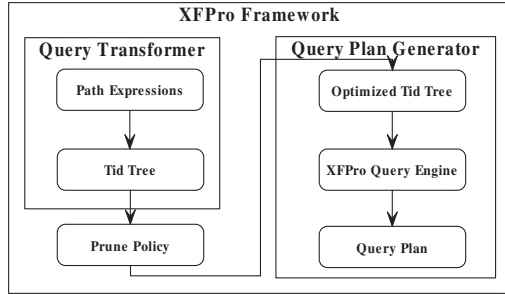 XFPro Framework
Query Transformer
Path Expressions
Tid Tree
Prune Policy
Query Plan Generator
Optimized Tid Tree
XFPro Query Engine
Query Plan